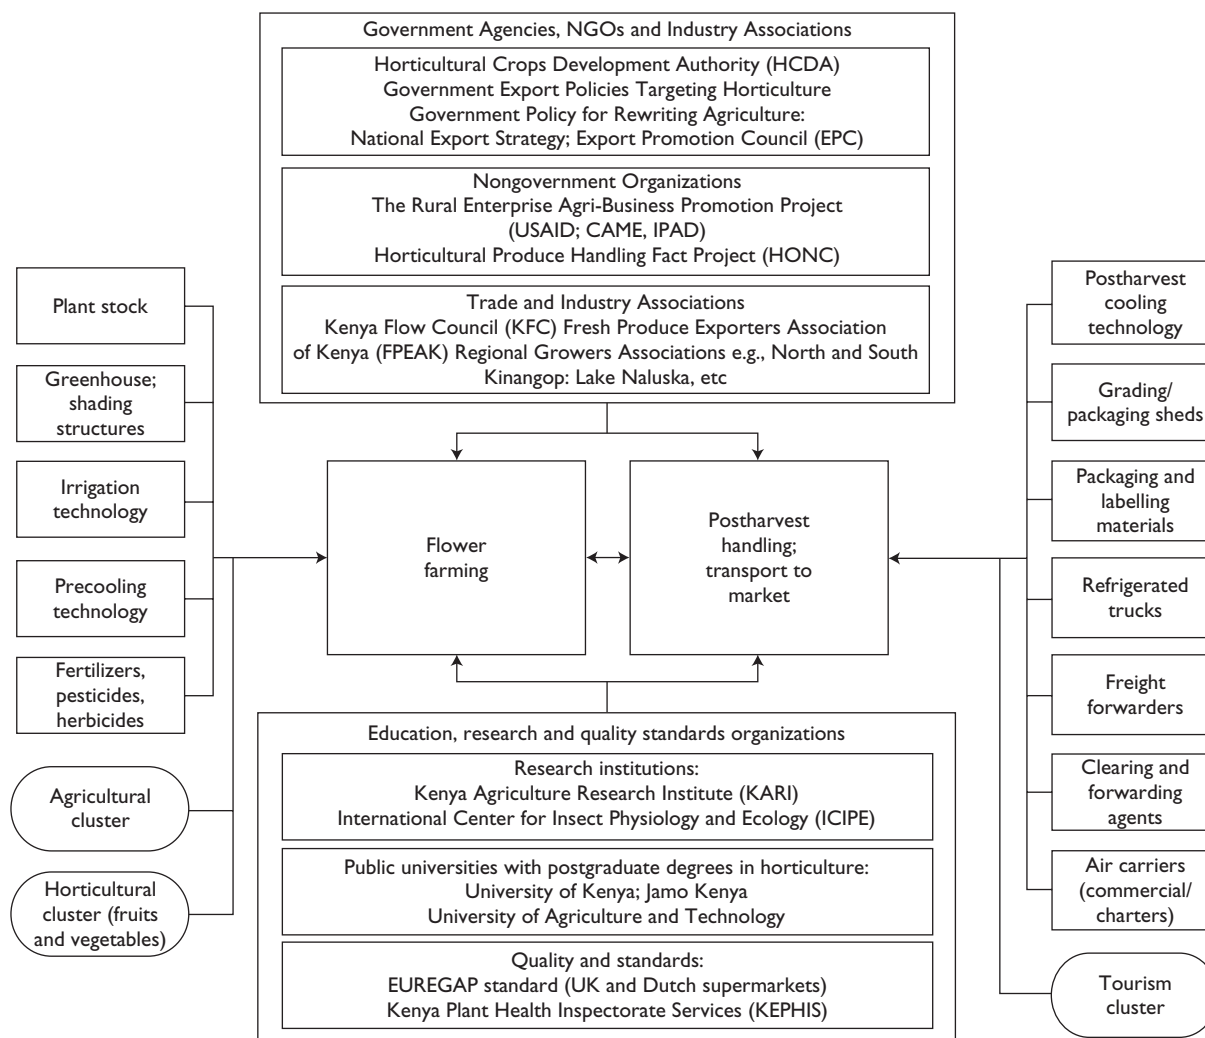 Government Agencies, NGOs and Industry Associations
Horticultural Crops Development Authority (HCDA)
Government Export Policies Targeting Horticulture
Government Policy for Rewriting Agriculture:
National Export Strategy; Export Promotion Council (EPC)
Nongovernment Organizations
The Rural Enterprise Agri-Business Promotion Project
(USAID; CAME, IPAD)
Horticultural Produce Handling Fact Project (HONC)
Trade and Industry Associations
Kenya Flow Council (KFC) Fresh Produce Exporters Association
of Kenya (FPEAK) Regional Growers Associations e.g., North and South
Kinangop: Lake Naluska, etc
Plant stock
Greenhouse;
shading
structures
Irrigation
technology
Precooling
technology
Fertilizers,
pesticides,
herbicides
Agricultural
cluster
Horticultural
cluster (fruits
and vegetables)
Flower
farming
Postharvest
handling;
transport to
market
Postharvest
cooling
technology
Grading/
packaging sheds
Packaging and
labelling
materials
Refrigerated
trucks
Freight
forwarders
Clearing and
forwarding
agents
Air carriers
(commercial/
charters)
Tourism
cluster
Education, research and quality standards organizations
Research institutions:
Kenya Agriculture Research Institute (KARI)
International Center for Insect Physiology and Ecology (ICIPE)
Public universities with postgraduate degrees in horticulture:
University of Kenya; Jamo Kenya
University of Agriculture and Technology
Quality and standards:
EUREGAP standard (UK and Dutch supermarkets)
Kenya Plant Health Inspectorate Services (KEPHIS)